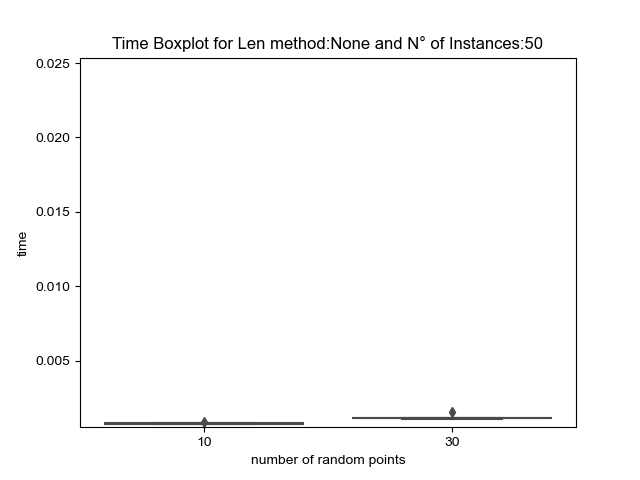 Time Boxplot for Len method:None and N° of Instances:50
0.025
0.020
0.015
0.010
0.005
time
10
30
number of random points